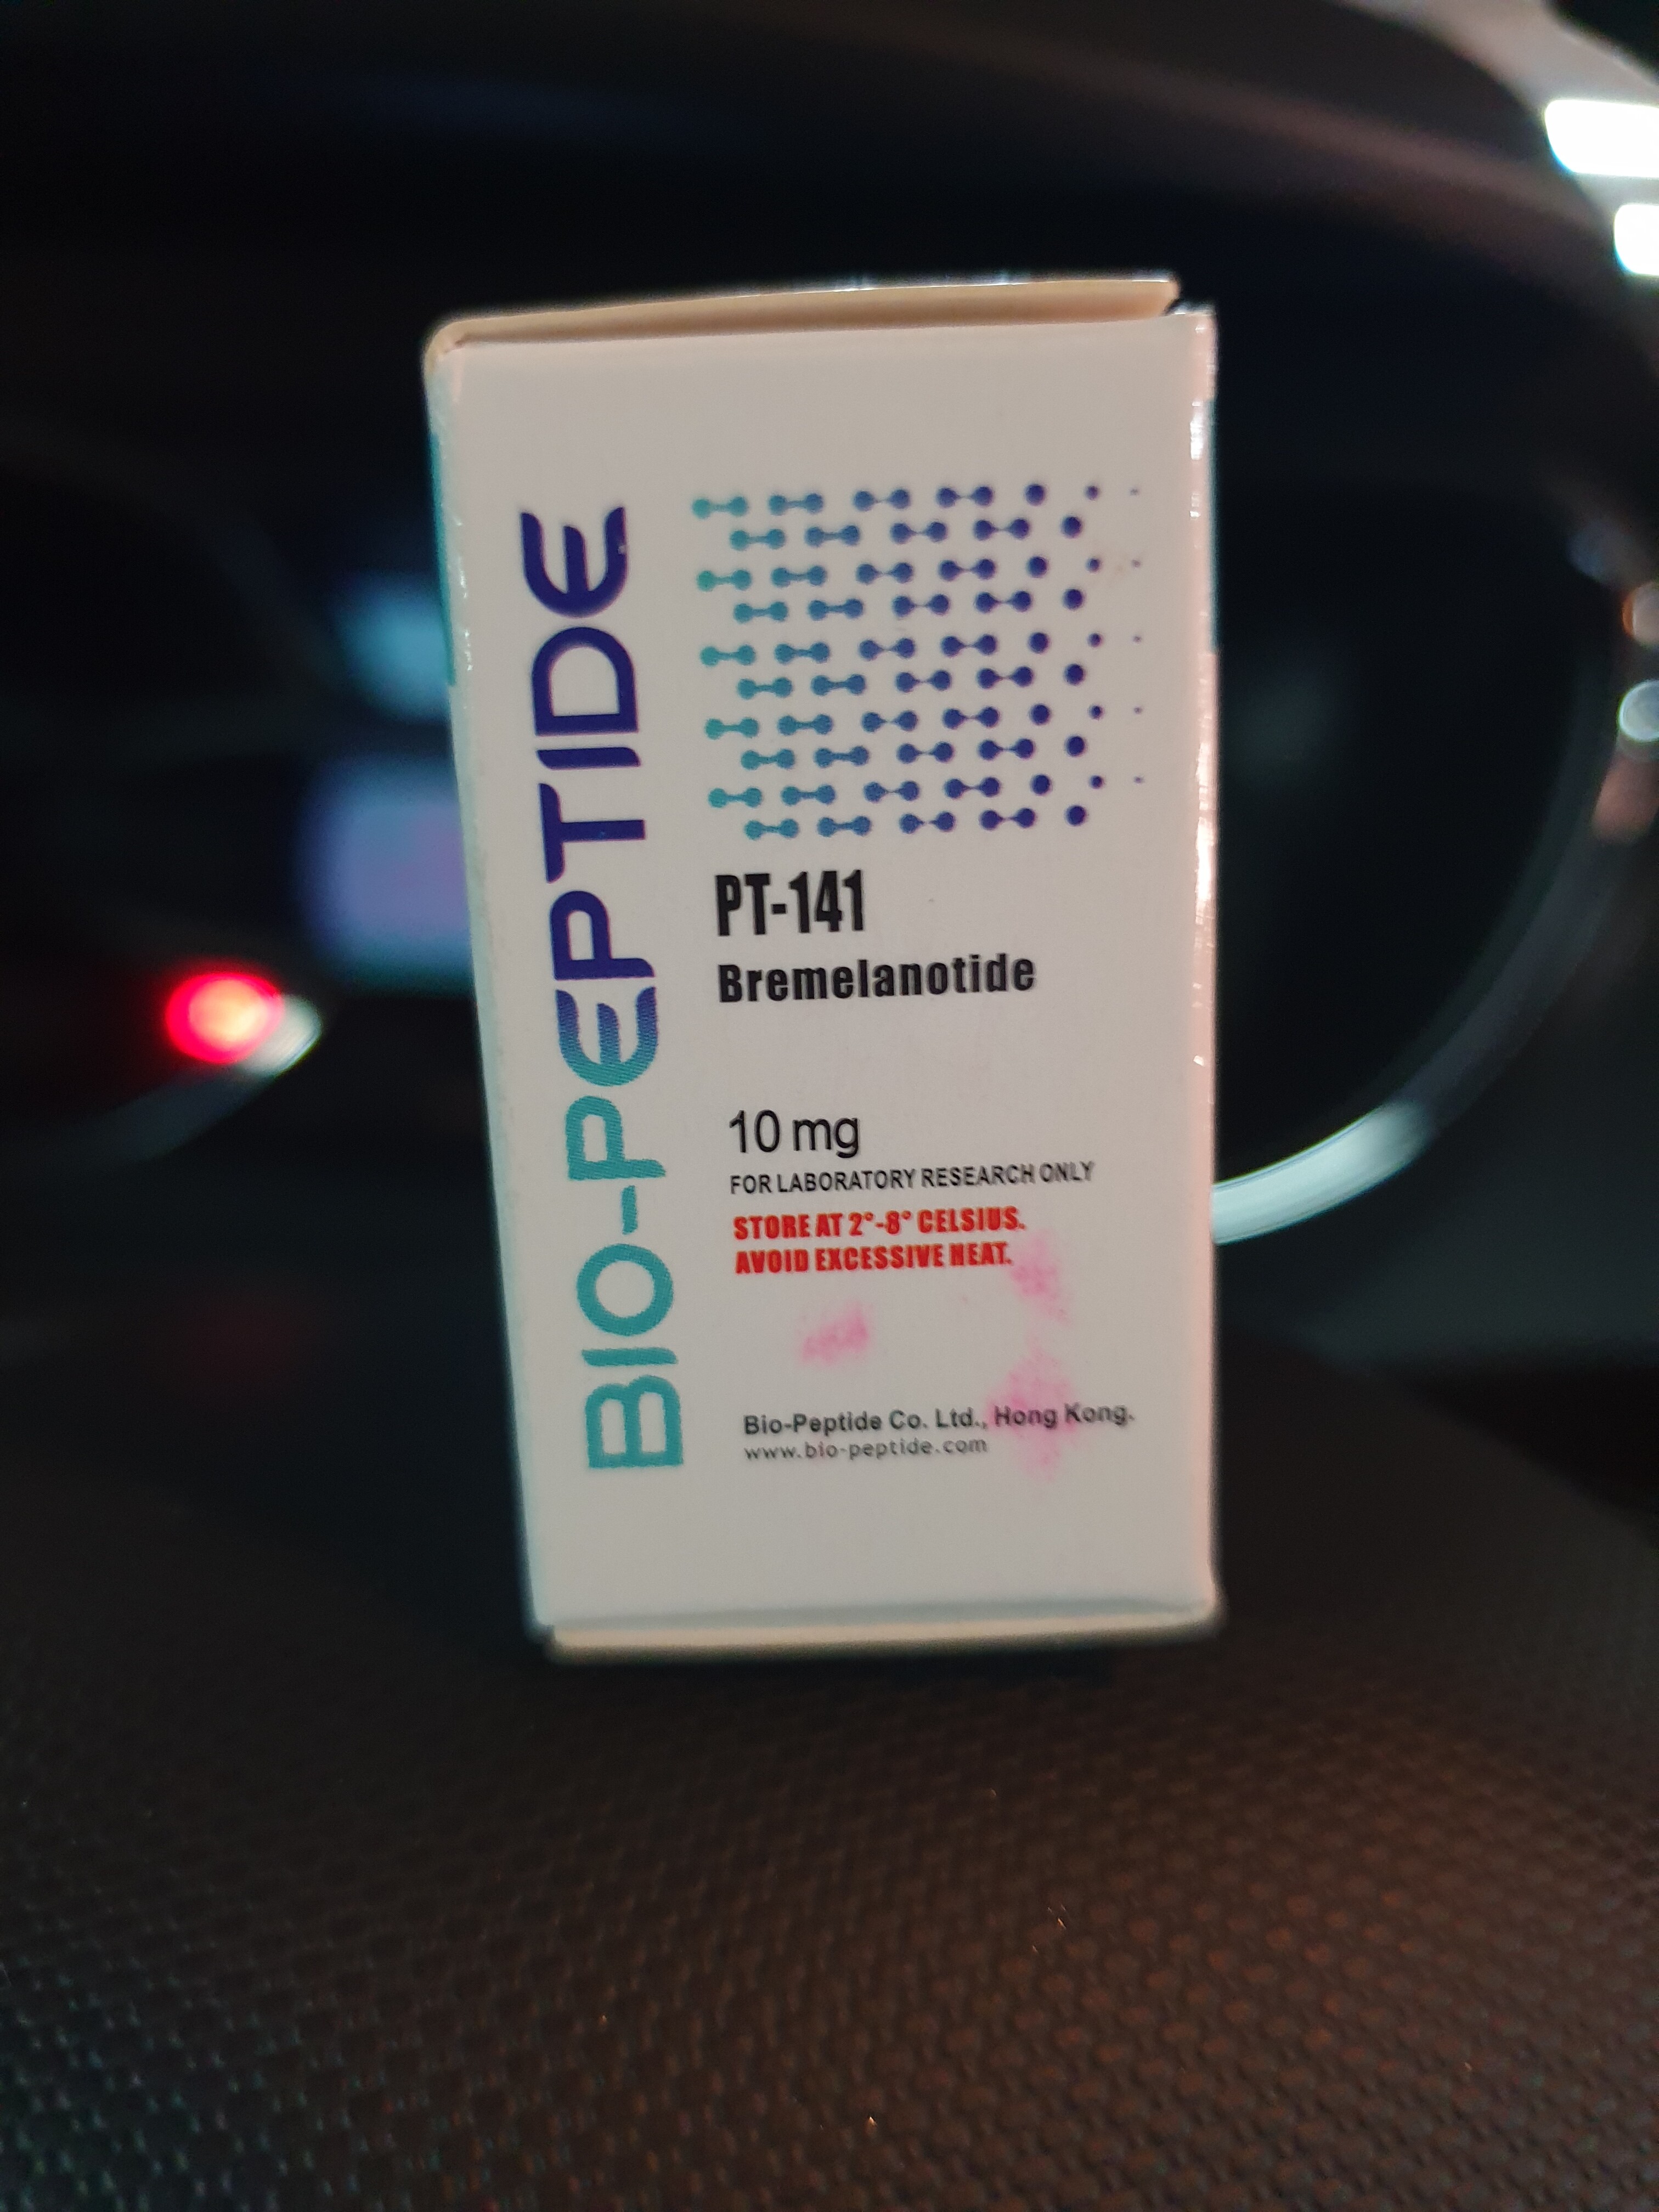 BIO-PEPTIDE
PT-141
Bremelanotide
10 mg
FOR LABORATORY RESEARCH ONLY
STORE AT 2°-8° CELSIUS.
AVOID EXCESSIVE HEAT.
Bio-Peptide Co. Ltd., Hong Kong.
www.bio-peptide.com